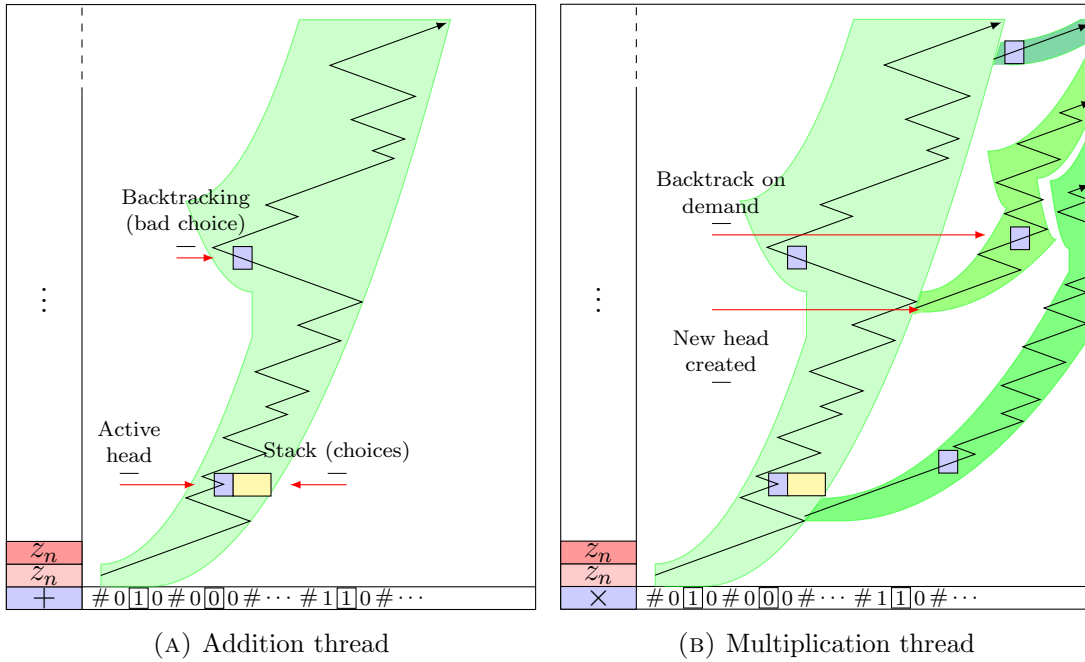 Backtracking
(bad choice)
⋮
Active
head
Stack (choices)
z_n
z_n
+
#0 1 0 #0 0 0 #⋯ #1 1 0 #⋯
(A) Addition thread
Backtrack on
demand
⋮
New head
created
z_n
z_n
×
#0 1 0 #0 0 0 #⋯ #1 1 0 #⋯
(B) Multiplication thread